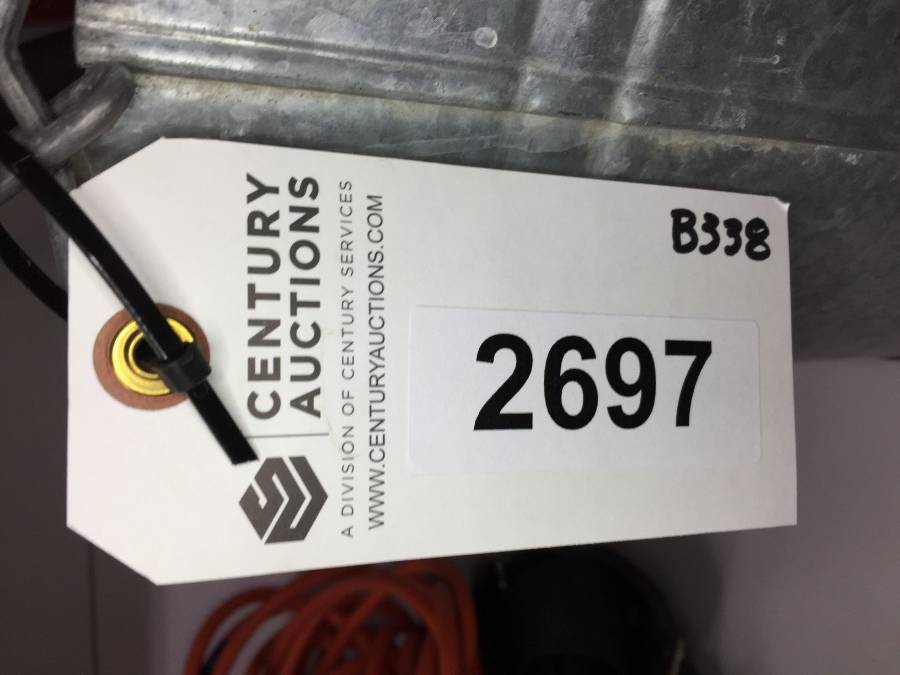 CENTURY
AUCTIONS
A DIVISION OF CENTURY SERVICES
WWW.CENTURYAUCTIONS.COM
B338
2697